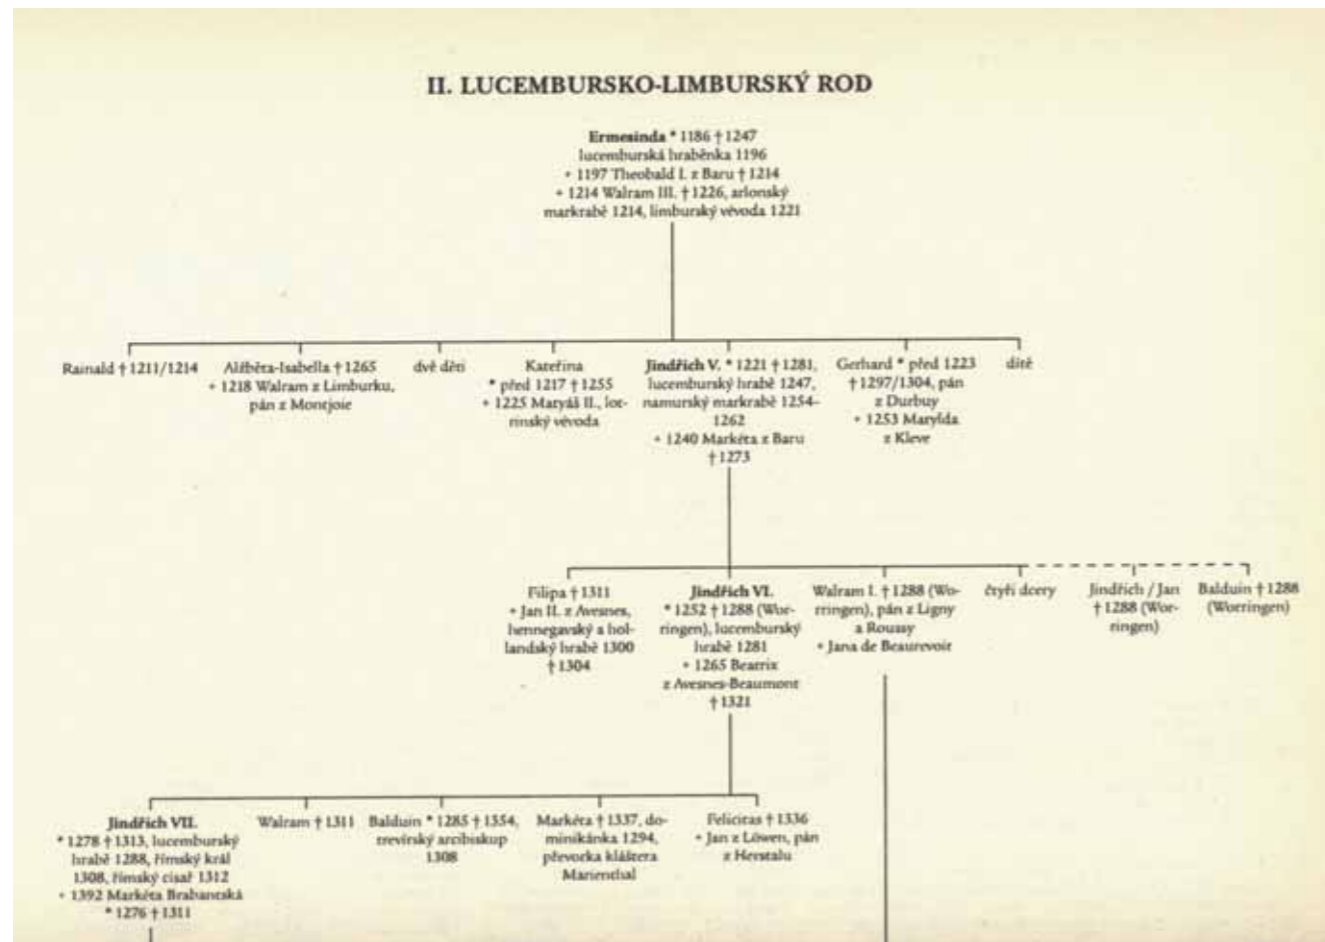 II. LUCEMBURSKO-LIMBURSKÝ ROD
Ermesinda * 1186 † 1247
lucemburská hraběnka 1196
+ 1197 Theobald I. z Baru † 1214
+ 1214 Walram III. † 1226, arlonský
markrabě 1214, limburský vévoda 1221
Rainald † 1211/1214
Alžběta-Isabella † 1265
+ 1218 Walram z Limburku,
pán z Montjoie
dvě děti
Kateřina
* před 1217 † 1255
+ 1225 Matyáš II., lot-
rinský vévoda
Jindřich V. * 1221 † 1281,
lucemburský hrabě 1247,
namurský markrabě 1254–
1262
+ 1240 Markéta z Baru
† 1273
Gerhard * před 1223
† 1297/1304, pán
z Durbuy
+ 1253 Matylda
z Kleve
dítě
Filipa † 1311
+ Jan II. z Avesnes,
hennegavský a hol-
landský hrabě 1300
† 1304
Jindřich VI.
* 1252 † 1288 (Wor-
ringen), lucemburský
hrabě 1281
+ 1265 Beatrix
z Avesnes-Beaumont
† 1321
Walram I. † 1288 (Wo-
rringen), pán z Ligny
a Roussy
+ Jana de Beaurevoir
čtyři dcery
Jindřich / Jan
† 1288 (Wor-
ringen)
Balduin † 1288
(Worringen)
Jindřich VII.
* 1278 † 1313, lucemburský
hrabě 1288, římský král
1308, římský císař 1312
+ 1392 Markéta Brabantská
* 1276 † 1311
Walram † 1311
Balduin * 1285 † 1354,
trevírský arcibiskup
1308
Markéta † 1337, do-
minikánka 1294,
převorka kláštera
Marienthal
Felicitas † 1336
+ Jan z Löwen, pán
z Herstalu